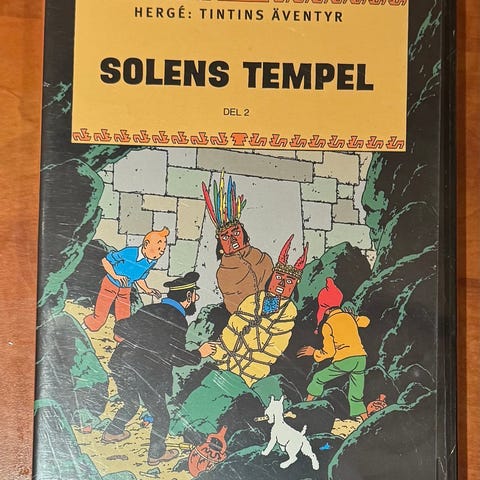 HERGÉ: TINTINS ÄVENTYR
SOLENS TEMPEL
DEL 2